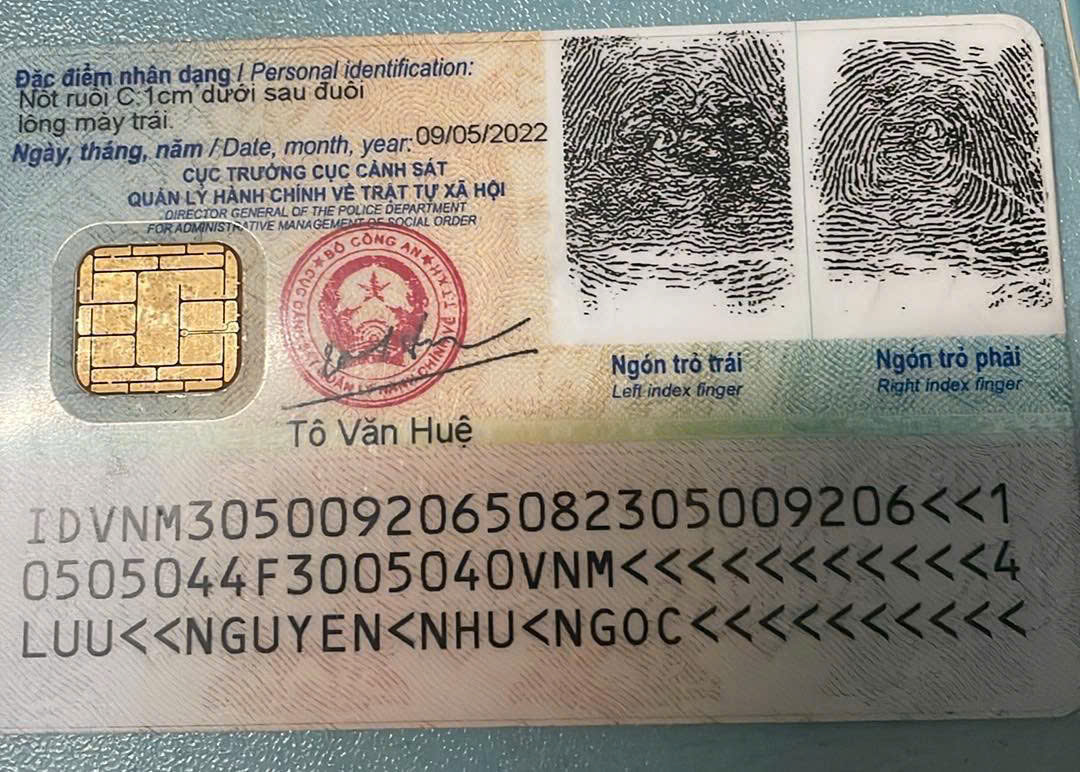 Đặc điểm nhân dạng / Personal identification:
Nốt ruồi C:1cm dưới sau đuôi
lông mày trái.
Ngày, tháng, năm / Date, month, year: 09/05/2022
CỤC TRƯỞNG CỤC CẢNH SÁT
QUẢN LÝ HÀNH CHÍNH VỀ TRẬT TỰ XÃ HỘI
DIRECTOR GENERAL OF THE POLICE DEPARTMENT
FOR ADMINISTRATIVE MANAGEMENT OF SOCIAL ORDER
BỘ CÔNG AN
Tô Văn Huệ
Ngón trỏ trái
Left index finger
Ngón trỏ phải
Right index finger
IDVNM3050092065082305009206<<1
0505044F3005040VNM<<<<<<<<<<<4
LUU<<NGUYEN<NHU<NGOC<<<<<<<<<<